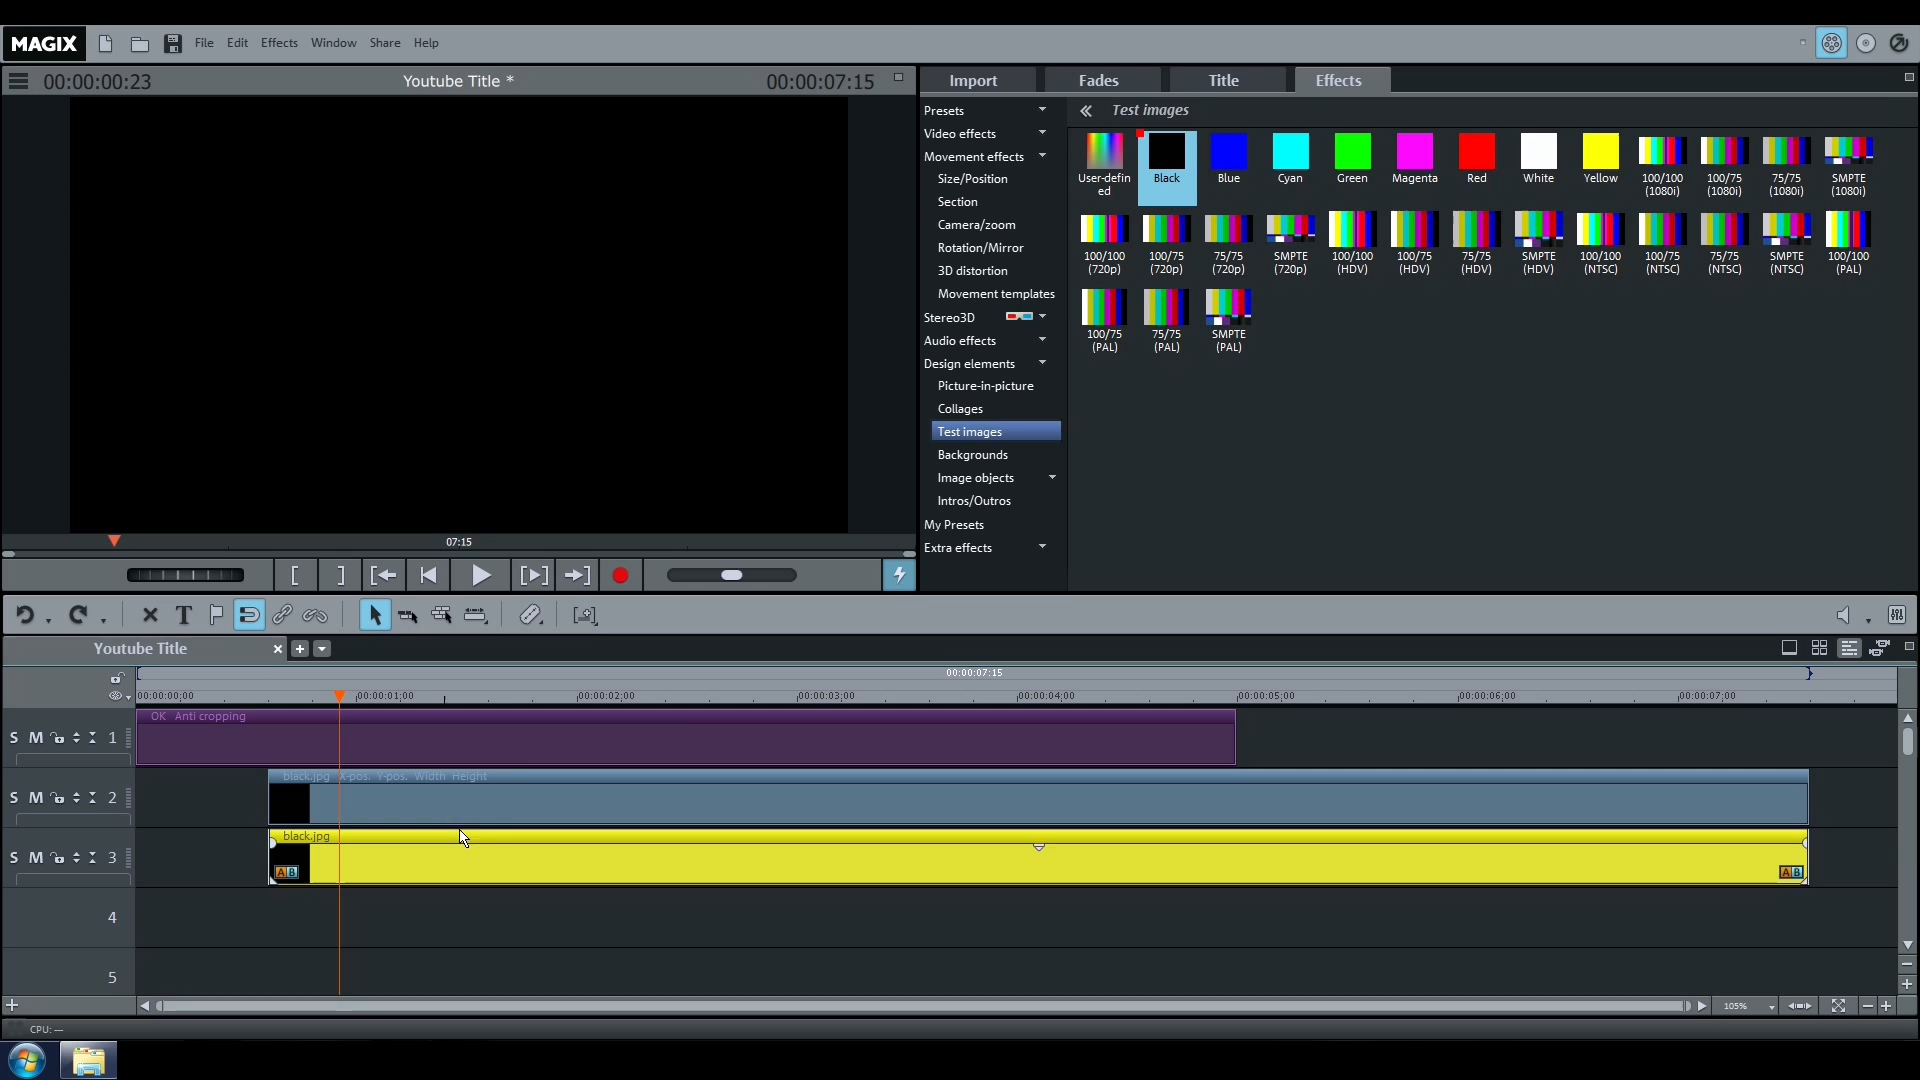 MAGIX File Edit Effects Window Share Help
00:00:00:23 Youtube Title * 00:00:07:15
Import Fades Title Effects
Presets
Video effects
Movement effects
Size/Position
Section
Camera/zoom
Rotation/Mirror
3D distortion
Movement templates
Stereo3D
Audio effects
Design elements
Picture-in-picture
Collages
Test images
Backgrounds
Image objects
Intros/Outros
My Presets
Extra effects
Test images
User-defin Black Blue Cyan Green Magenta Red White Yellow 100/100 100/75 75/75 SMPTE
ed (1080i) (1080i) (1080i) (1080i)
100/100 100/75 75/75 SMPTE 100/100 100/75 75/75 SMPTE 100/100 100/75 75/75 SMPTE 100/100
(720p) (720p) (720p) (720p) (HDV) (HDV) (HDV) (HDV) (NTSC) (NTSC) (NTSC) (NTSC) (PAL)
100/75 75/75 SMPTE
(PAL) (PAL) (PAL)
07:15
Youtube Title
00:00:07:15
00:00:00:00 00:00:01:00 00:00:02:00 00:00:03:00 00:00:04:00 00:00:05:00 00:00:06:00 00:00:07:00
OK Anti cropping
S M 1
black.jpg X-pos. Y-pos. Width Height
S M 2
black.jpg
A B A B
S M 3
4
5
105%
CPU: —